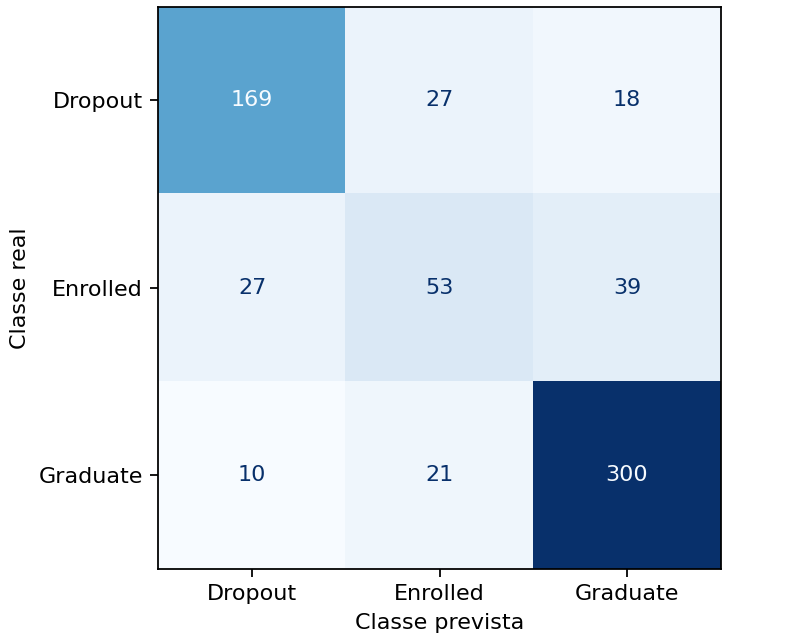 Dropout 169 27 18
Enrolled 27 53 39
Graduate 10 21 300
Dropout Enrolled Graduate
Classe prevista
Classe real